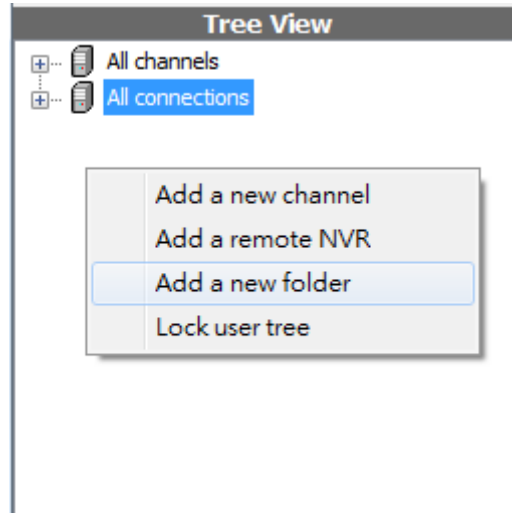 Tree View
All channels
All connections
Add a new channel
Add a remote NVR
Add a new folder
Lock user tree